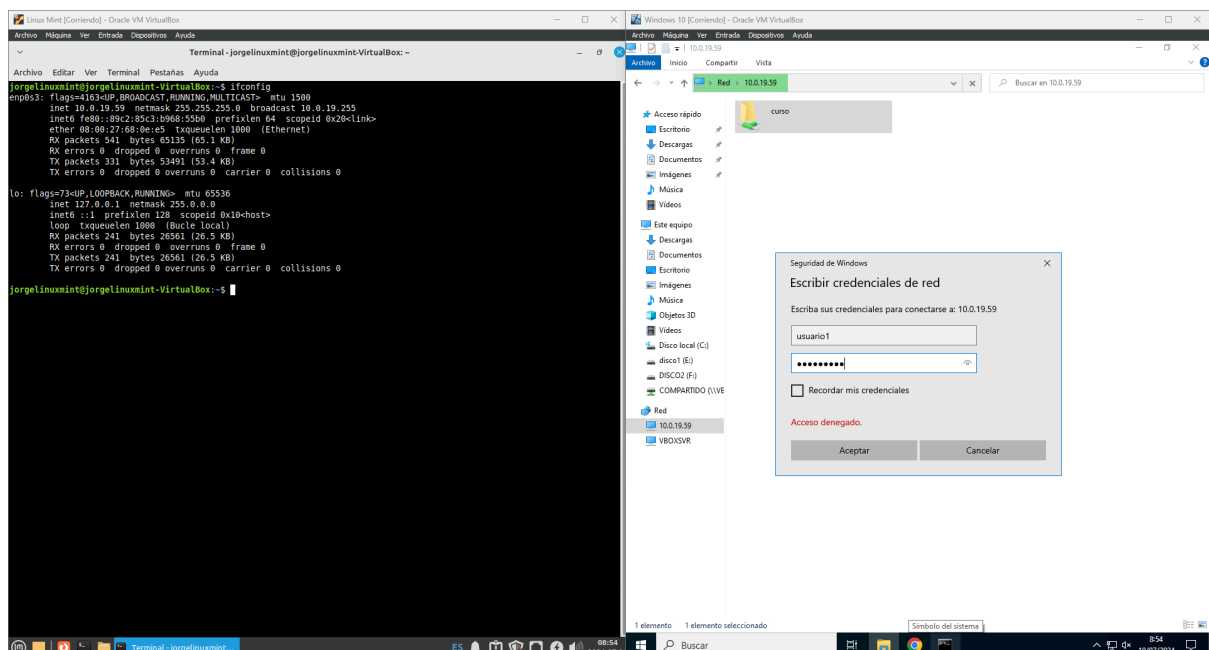 Linux Mint [Corriendo] - Oracle VM VirtualBox
Archivo Máquina Ver Entrada Dispositivos Ayuda
Terminal - jorgelinuxmint@jorgelinuxmint-VirtualBox: ~
Archivo Editar Ver Terminal Pestañas Ayuda
jorgelinuxmint@jorgelinuxmint-VirtualBox:~$ ifconfig
enp0s3: flags=4163<UP,BROADCAST,RUNNING,MULTICAST> mtu 1500
inet 10.0.19.59 netmask 255.255.255.0 broadcast 10.0.19.255
inet6 fe80::89c2:85c3:b968:55b0 prefixlen 64 scopeid 0x20<link>
ether 08:00:27:68:0e:e5 txqueuelen 1000 (Ethernet)
RX packets 541 bytes 65135 (65.1 KB)
RX errors 0 dropped 0 overruns 0 frame 0
TX packets 331 bytes 53491 (53.4 KB)
TX errors 0 dropped 0 overruns 0 carrier 0 collisions 0
lo: flags=73<UP,LOOPBACK,RUNNING> mtu 65536
inet 127.0.0.1 netmask 255.0.0.0
inet6 ::1 prefixlen 128 scopeid 0x10<host>
loop txqueuelen 1000 (Bucle local)
RX packets 241 bytes 26561 (26.5 KB)
RX errors 0 dropped 0 overruns 0 frame 0
TX packets 241 bytes 26561 (26.5 KB)
TX errors 0 dropped 0 overruns 0 carrier 0 collisions 0
jorgelinuxmint@jorgelinuxmint-VirtualBox:~$
Terminal - jorgelinuxmint...
ES
08:54
Windows 10 [Corriendo] - Oracle VM VirtualBox
Archivo Máquina Ver Entrada Dispositivos Ayuda
10.0.19.59
Archivo Inicio Compartir Vista
Red > 10.0.19.59
Buscar en 10.0.19.59
Acceso rápido
Escritorio
Descargas
Documentos
Imágenes
Música
Vídeos
Este equipo
Descargas
Documentos
Escritorio
Imágenes
Música
Objetos 3D
Vídeos
Disco local (C:)
disco1 (E:)
DISCO2 (F:)
COMPARTIDO (\\VE
Red
10.0.19.59
VBOXSVR
curso
Seguridad de Windows
Escribir credenciales de red
Escriba sus credenciales para conectarse a: 10.0.19.59
usuario1
Recordar mis credenciales
Acceso denegado.
Aceptar
Cancelar
1 elemento 1 elemento seleccionado
Símbolo del sistema
Buscar
8:54